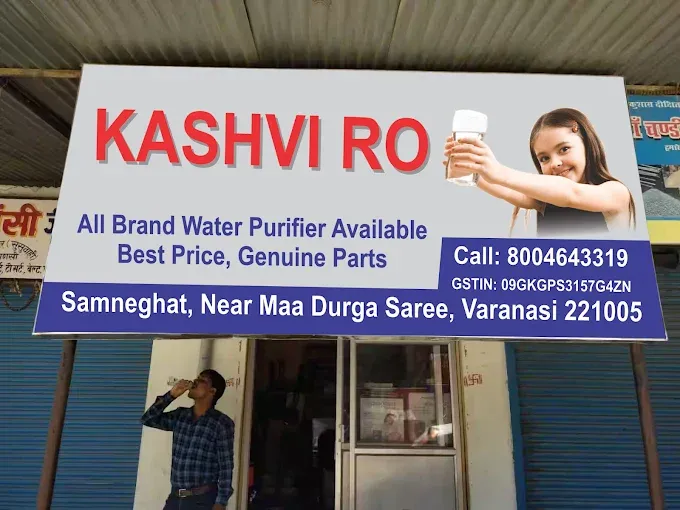 KASHVI RO
All Brand Water Purifier Available
Best Price, Genuine Parts
Call: 8004643319
GSTIN: 09GKGPS3157G4ZN
Samneghat, Near Maa Durga Saree, Varanasi 221005